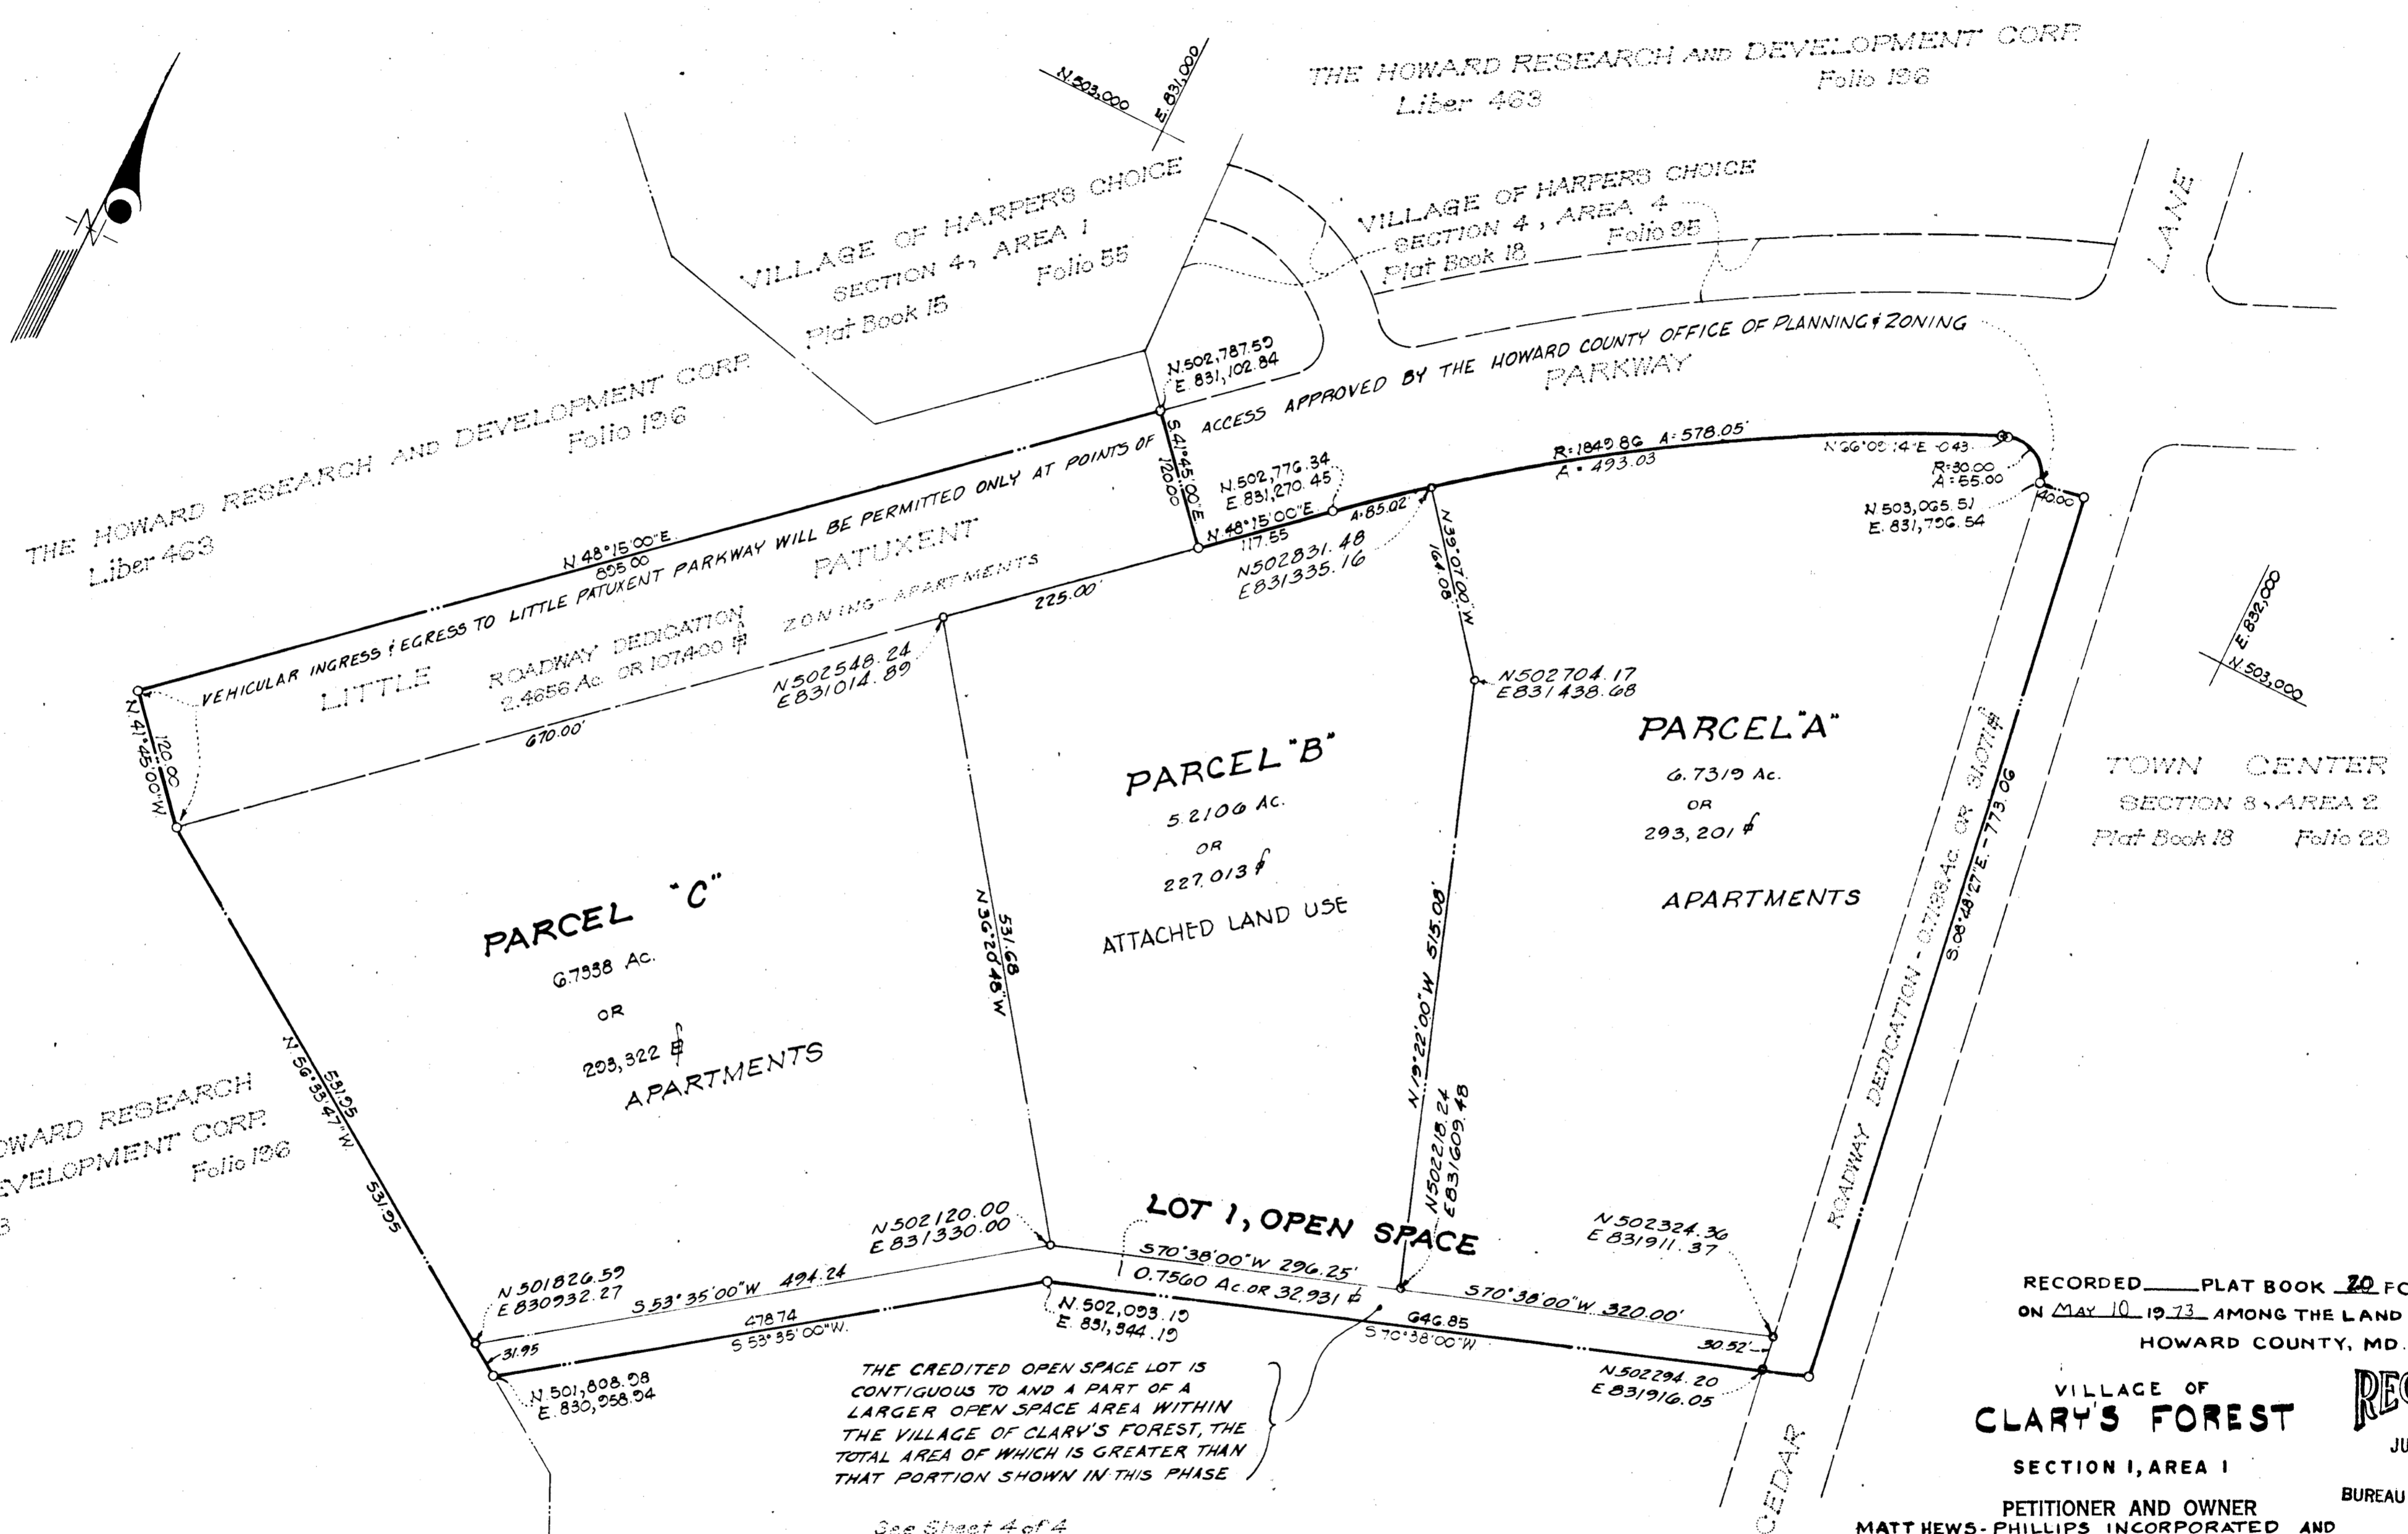 THE HOWARD RESEARCH AND DEVELOPMENT CORP.
Liber 463 Folio 196
N.503,000
E. 831,000
VILLAGE OF HARPER'S CHOICE
SECTION 4, AREA 1
Plat Book 15 Folio 55
VILLAGE OF HARPERS CHOICE
SECTION 4, AREA 4
Plat Book 18 Folio 95
LANE
THE HOWARD RESEARCH AND DEVELOPMENT CORP.
Liber 463 Folio 196
N.502,787.59
E. 831,102.84
VEHICULAR INGRESS & EGRESS TO LITTLE PATUXENT PARKWAY WILL BE PERMITTED ONLY AT POINTS OF ACCESS APPROVED BY THE HOWARD COUNTY OFFICE OF PLANNING & ZONING
LITTLE PATUXENT PARKWAY
N.48°15'00"E.
895.00
S.41°45'00"E.
120.00
N.502,776.34
E. 831,270.45
N.48°15'00"E.
117.55
A=85.02'
R=1849.86 A=578.05'
A=493.03
N 66°09'14"E -0.43
R=30.00
A=55.00
40.00
N.503,065.51
E. 831,796.54
N502831.48
E831335.16
N39°07'00"W
164.08'
ROADWAY DEDICATION
2.4656 Ac. OR 107,400 ⏍
ZONING - APARTMENTS
225.00'
N502548.24
E831014.89
670.00'
N.41°45'00"W.
120.00
N502704.17
E831438.68
E. 832,000
N.503,000
PARCEL "A"
6.7319 Ac.
OR
293,201
APARTMENTS
PARCEL "B"
5.2106 Ac.
OR
227,013
ATTACHED LAND USE
PARCEL "C"
6.7338 Ac.
OR
293,322
APARTMENTS
TOWN CENTER
SECTION 8, AREA 2
Plat Book 18 Folio 23
ROADWAY DEDICATION - 0.7133 Ac. OR 31,071
S.08°48'27"E. - 773.06
531.68
N36°20'48"W
N19°22'00"W 515.08'
N502218.24
E831609.48
531.95
N.56°33'47"W.
531.95
HOWARD RESEARCH
DEVELOPMENT CORP.
Folio 196
N502120.00
E831330.00
LOT 1, OPEN SPACE
S70°38'00"W 296.25'
0.7560 Ac. OR 32,931
N502324.36
E831911.37
S70°38'00"W 320.00'
N501826.59
E830932.27
S53°35'00"W 494.24
478.74
S 53°35'00"W.
31.95
N.501,808.98
E. 830,958.94
N.502,093.19
E. 831,344.19
646.85
S 70°38'00"W
30.52'
N502294.20
E831916.05
THE CREDITED OPEN SPACE LOT IS
CONTIGUOUS TO AND A PART OF A
LARGER OPEN SPACE AREA WITHIN
THE VILLAGE OF CLARY'S FOREST, THE
TOTAL AREA OF WHICH IS GREATER THAN
THAT PORTION SHOWN IN THIS PHASE
See Sheet 4 of 4
CEDAR
RECORDED PLAT BOOK 20 FO
ON MAY 10 1973 AMONG THE LAND
HOWARD COUNTY, MD.
VILLAGE OF
CLARY'S FOREST
SECTION 1, AREA 1
REC
JU
BUREAU
PETITIONER AND OWNER
MATTHEWS-PHILLIPS INCORPORATED AND